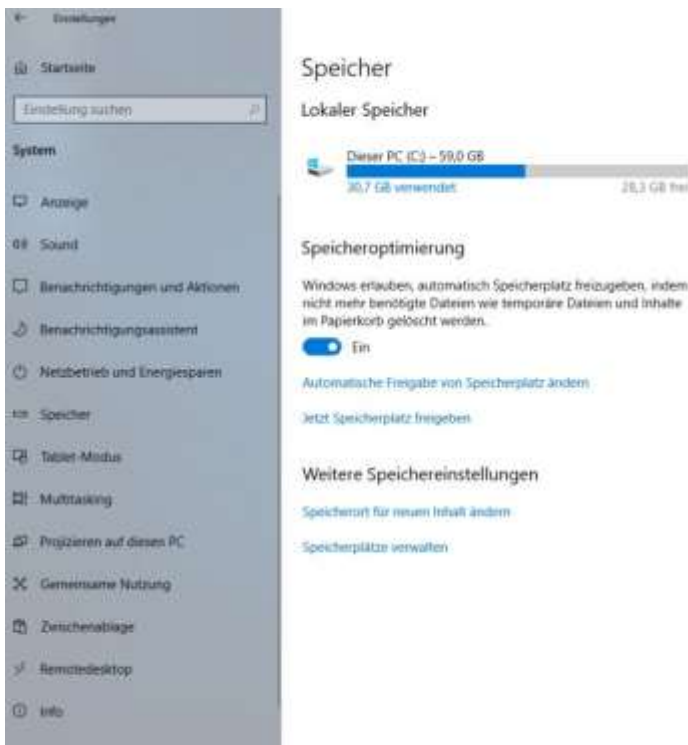 Einstellungen
Startseite
Einstellung suchen
System
Anzeige
Sound
Benachrichtigungen und Aktionen
Benachrichtigungsassistent
Netzbetrieb und Energiesparen
Speicher
Tablet-Modus
Multitasking
Projizieren auf diesen PC
Gemeinsame Nutzung
Zwischenablage
Remotedesktop
Info
Speicher
Lokaler Speicher
Dieser PC (C:) – 59,0 GB
30,7 GB verwendet
28,3 GB frei
Speicheroptimierung
Windows erlauben, automatisch Speicherplatz freizugeben, indem
nicht mehr benötigte Dateien wie temporäre Dateien und Inhalte
im Papierkorb gelöscht werden.
Ein
Automatische Freigabe von Speicherplatz ändern
Jetzt Speicherplatz freigeben
Weitere Speichereinstellungen
Speicherort für neuen Inhalt ändern
Speicherplätze verwalten